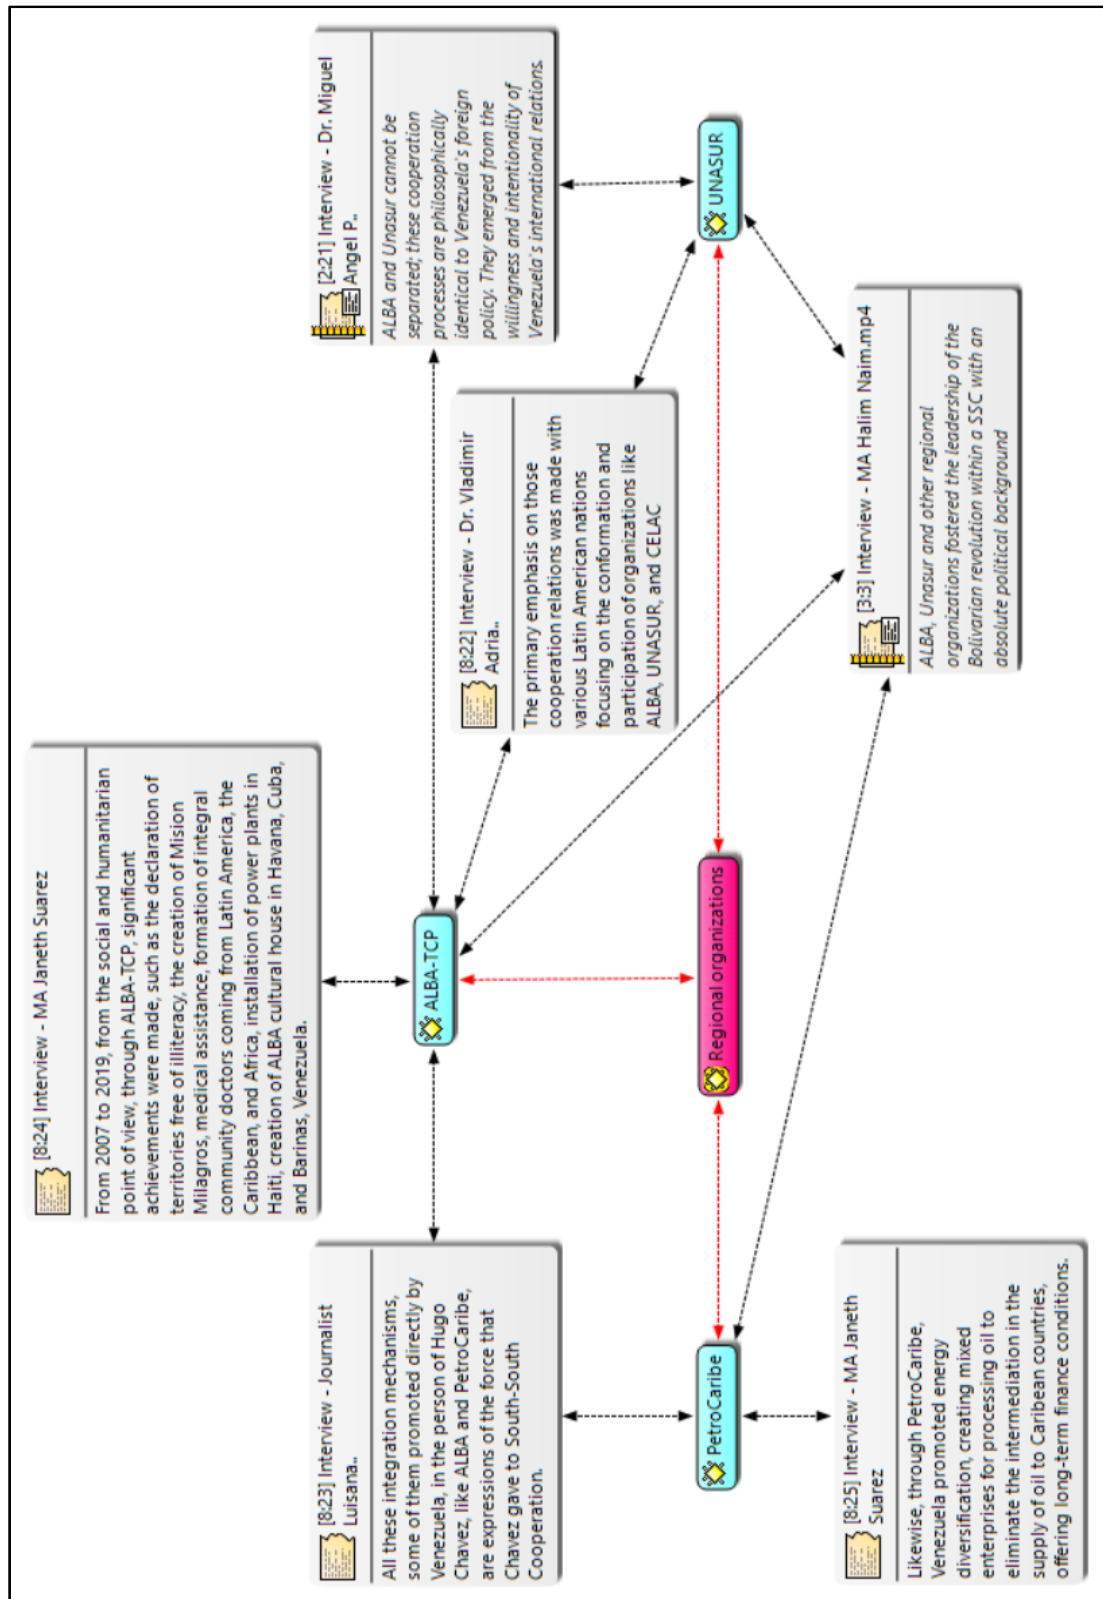 [8:24] Interview - MA Janeth Suarez
From 2007 to 2019, from the social and humanitarian
point of view, through ALBA-TCP, significant
achievements were made, such as the declaration of
territories free of illiteracy, the creation of Mision
Milagros, medical assistance, formation of integral
community doctors coming from Latin America, the
Caribbean, and Africa, installation of power plants in
Haiti, creation of ALBA cultural house in Havana, Cuba,
and Barinas, Venezuela.
[8:23] Interview - Journalist
Luisana..
All these integration mechanisms,
some of them promoted directly by
Venezuela, in the person of Hugo
Chavez, like ALBA and PetroCaribe,
are expressions of the force that
Chavez gave to South-South
Cooperation.
ALBA-TCP
[2:21] Interview - Dr. Miguel
Angel P..
ALBA and Unasur cannot be
separated; these cooperation
processes are philosophically
identical to Venezuela's foreign
policy. They emerged from the
willingness and intentionality of
Venezuela's international relations.
[8:22] Interview - Dr. Vladimir
Adria..
The primary emphasis on those
cooperation relations was made with
various Latin American nations
focusing on the conformation and
participation of organizations like
ALBA, UNASUR, and CELAC
PetroCaribe
Regional organizations
UNASUR
[8:25] Interview - MA Janeth
Suarez
Likewise, through PetroCaribe,
Venezuela promoted energy
diversification, creating mixed
enterprises for processing oil to
eliminate the intermediation in the
supply of oil to Caribbean countries,
offering long-term finance conditions.
[3:3] Interview - MA Halim Naim.mp4
ALBA, Unasur and other regional
organizations fostered the leadership of the
Bolivarian revolution within a SSC with an
absolute political background